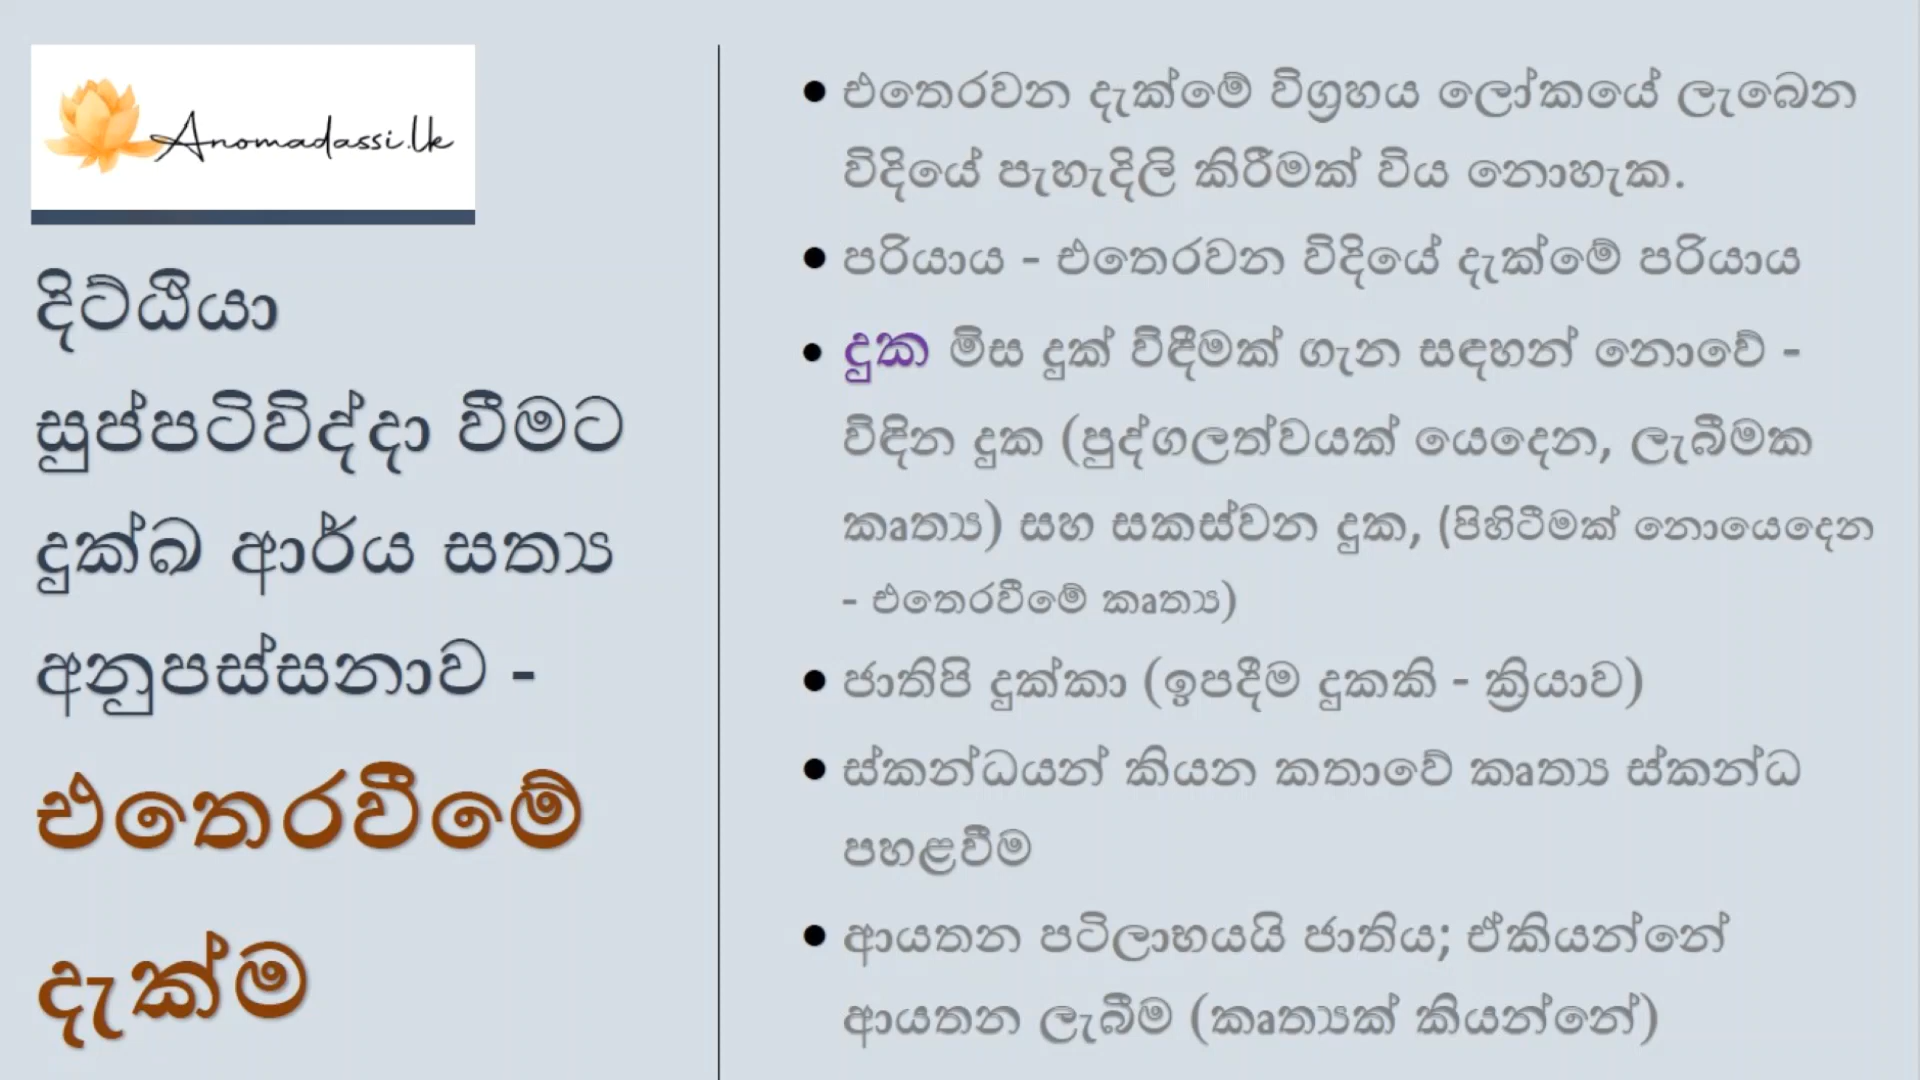 Anomadassi.lk
දිට්ඨියා
සුප්පටිවිද්දා වීමට
දුක්ඛ ආර්ය සත්‍ය
අනුපස්සනාව -
එතෙරවීමේ
දැක්ම
• එතෙරවන දැක්මේ විග්‍රහය ලෝකයේ ලැබෙන
විදියේ පැහැදිලි කිරීමක් විය නොහැක.
• පරියාය - එතෙරවන විදියේ දැක්මේ පරියාය
• දුක මිස දුක් විඳීමක් ගැන සඳහන් නොවේ -
විඳින දුක (පුද්ගලත්වයක් යෙදෙන, ලැබීමක
කෘත්‍ය) සහ සකස්වන දුක, (පිහිටීමක් නොයෙදෙන
- එතෙරවීමේ කෘත්‍ය)
• ජාතිපි දුක්කා (ඉපදීම දුකකි - ක්‍රියාව)
• ස්කන්ධයන් කියන කතාවේ කෘත්‍ය ස්කන්ධ
පහළවීම
• ආයතන පටිලාභයයි ජාතිය; ඒකියන්නේ
ආයතන ලැබීම (කෘත්‍යක් කියන්නේ)